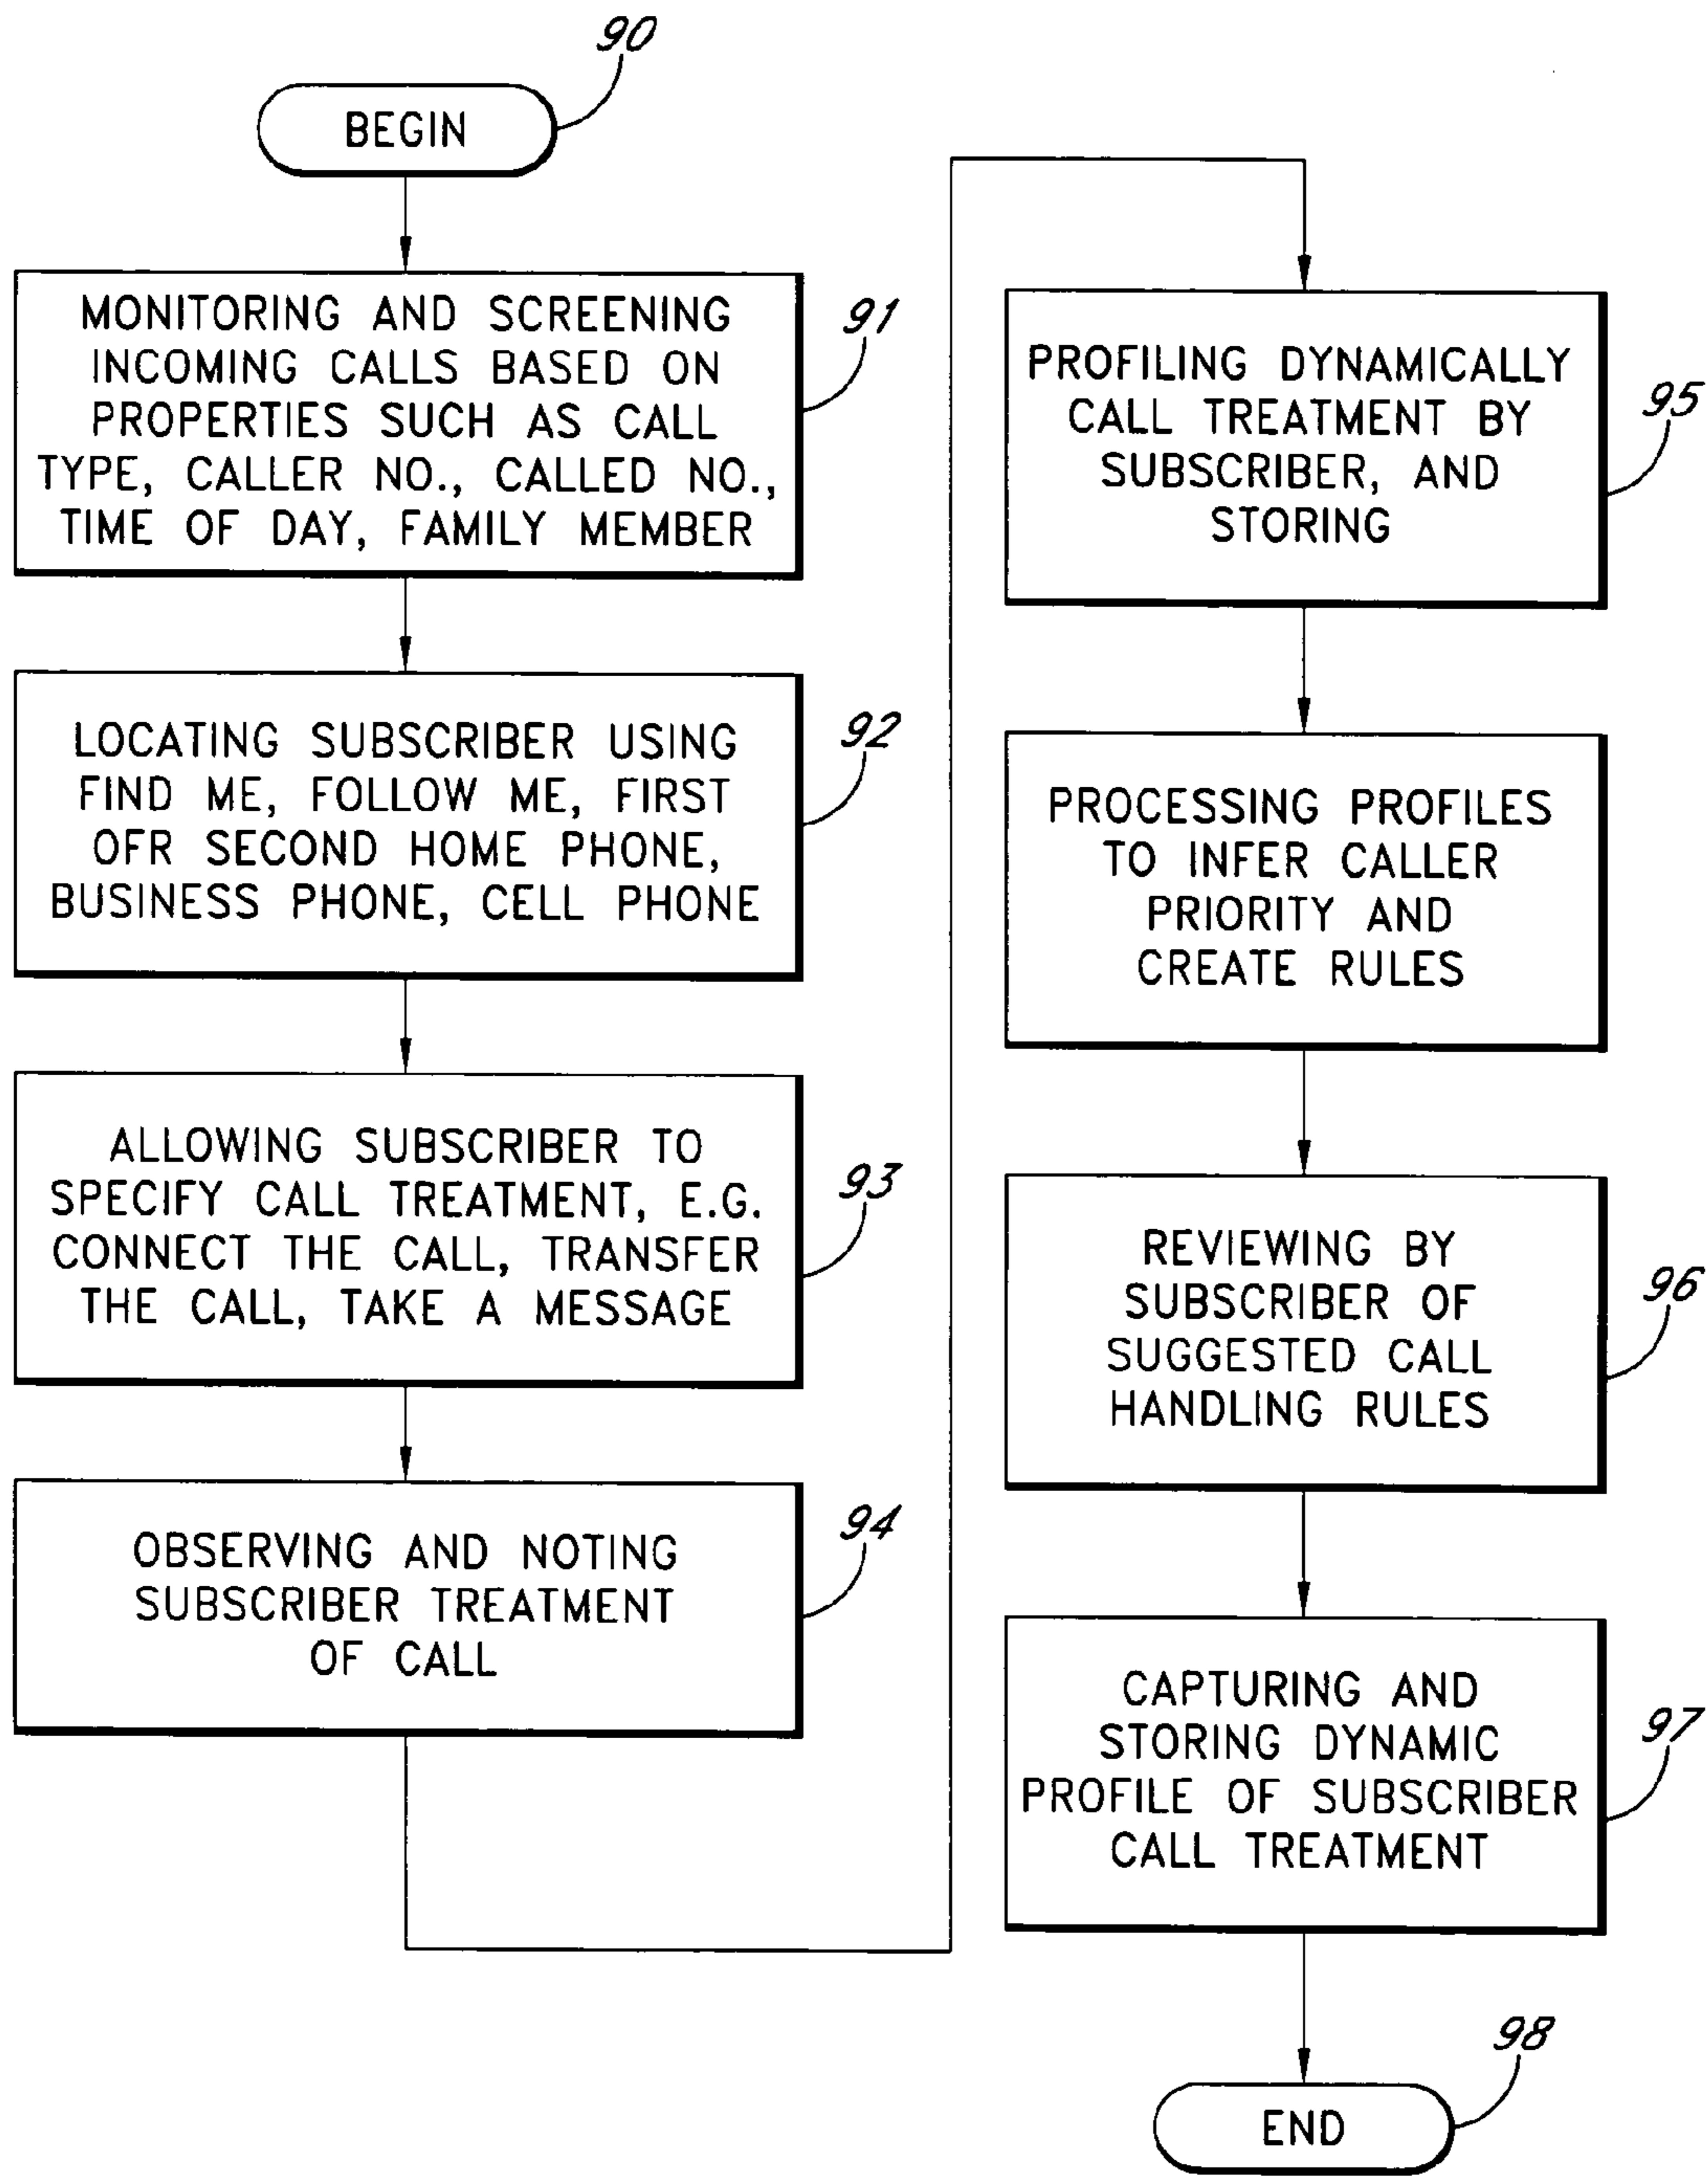 90
BEGIN
MONITORING AND SCREENING
INCOMING CALLS BASED ON
PROPERTIES SUCH AS CALL
TYPE, CALLER NO., CALLED NO.,
TIME OF DAY, FAMILY MEMBER
91
LOCATING SUBSCRIBER USING
FIND ME, FOLLOW ME, FIRST
OFR SECOND HOME PHONE,
BUSINESS PHONE, CELL PHONE
92
ALLOWING SUBSCRIBER TO
SPECIFY CALL TREATMENT, E.G.
CONNECT THE CALL, TRANSFER
THE CALL, TAKE A MESSAGE
93
OBSERVING AND NOTING
SUBSCRIBER TREATMENT
OF CALL
94
PROFILING DYNAMICALLY
CALL TREATMENT BY
SUBSCRIBER, AND
STORING
95
PROCESSING PROFILES
TO INFER CALLER
PRIORITY AND
CREATE RULES
REVIEWING BY
SUBSCRIBER OF
SUGGESTED CALL
HANDLING RULES
96
CAPTURING AND
STORING DYNAMIC
PROFILE OF SUBSCRIBER
CALL TREATMENT
97
98
END